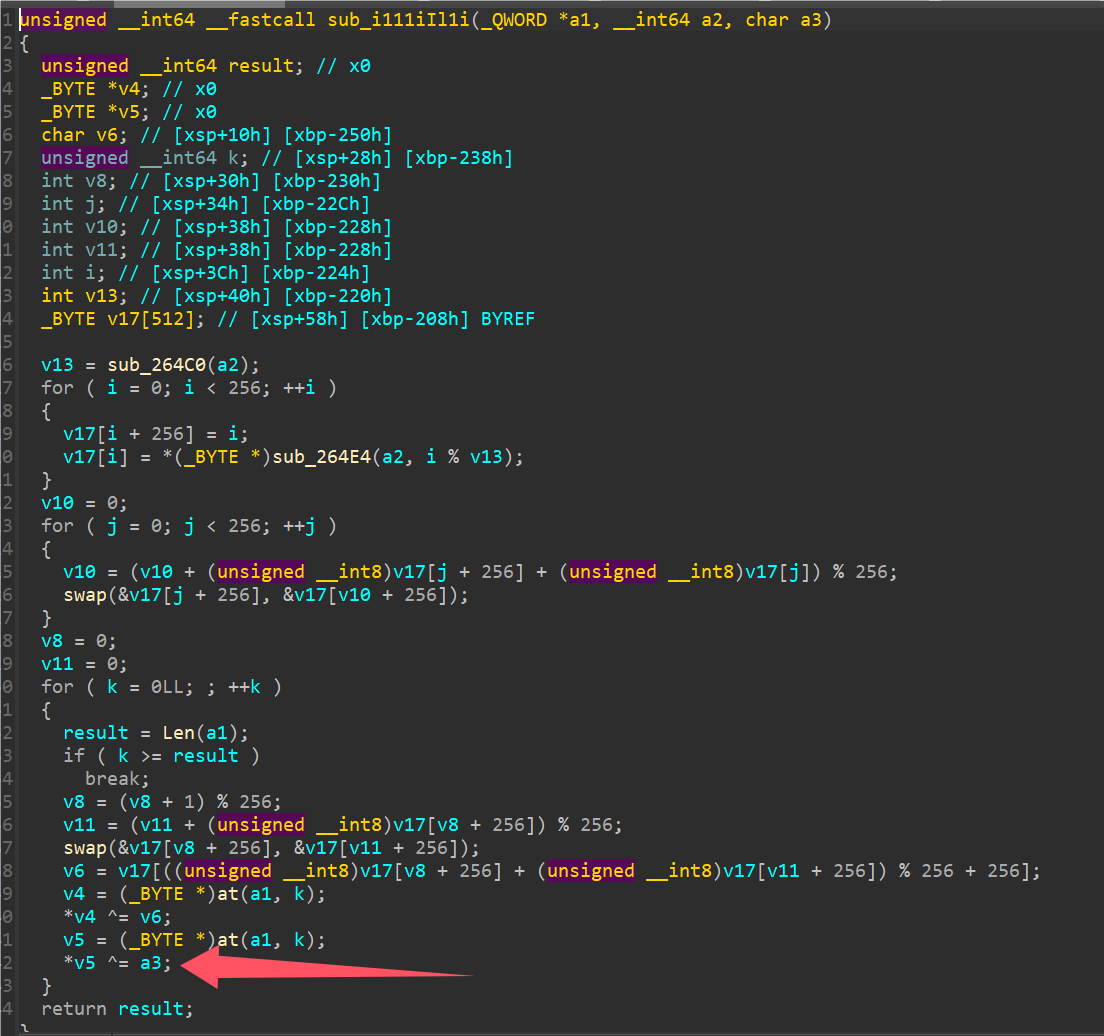 1 unsigned __int64 __fastcall sub_i111iIl1i(_QWORD *a1, __int64 a2, char a3)
2 {
3   unsigned __int64 result; // x0
4   _BYTE *v4; // x0
5   _BYTE *v5; // x0
6   char v6; // [xsp+10h] [xbp-250h]
7   unsigned __int64 k; // [xsp+28h] [xbp-238h]
8   int v8; // [xsp+30h] [xbp-230h]
9   int j; // [xsp+34h] [xbp-22Ch]
0   int v10; // [xsp+38h] [xbp-228h]
1   int v11; // [xsp+38h] [xbp-228h]
2   int i; // [xsp+3Ch] [xbp-224h]
3   int v13; // [xsp+40h] [xbp-220h]
4   _BYTE v17[512]; // [xsp+58h] [xbp-208h] BYREF
5
6   v13 = sub_264C0(a2);
7   for ( i = 0; i < 256; ++i )
8   {
9     v17[i + 256] = i;
0     v17[i] = *(_BYTE *)sub_264E4(a2, i % v13);
1   }
2   v10 = 0;
3   for ( j = 0; j < 256; ++j )
4   {
5     v10 = (v10 + (unsigned __int8)v17[j + 256] + (unsigned __int8)v17[j]) % 256;
6     swap(&v17[j + 256], &v17[v10 + 256]);
7   }
8   v8 = 0;
9   v11 = 0;
0   for ( k = 0LL; ; ++k )
1   {
2     result = Len(a1);
3     if ( k >= result )
4       break;
5     v8 = (v8 + 1) % 256;
6     v11 = (v11 + (unsigned __int8)v17[v8 + 256]) % 256;
7     swap(&v17[v8 + 256], &v17[v11 + 256]);
8     v6 = v17[((unsigned __int8)v17[v8 + 256] + (unsigned __int8)v17[v11 + 256]) % 256 + 256];
9     v4 = (_BYTE *)at(a1, k);
0     *v4 ^= v6;
1     v5 = (_BYTE *)at(a1, k);
2     *v5 ^= a3;
3   }
4   return result;
}